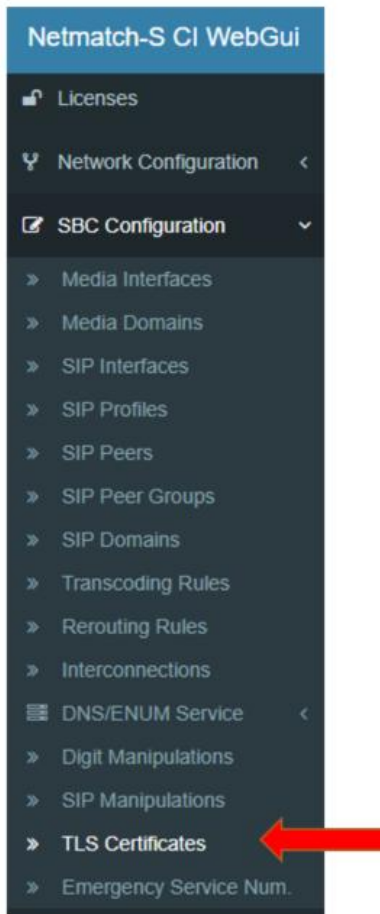 Netmatch-S CI WebGui
Licenses
Network Configuration
SBC Configuration
Media Interfaces
Media Domains
SIP Interfaces
SIP Profiles
SIP Peers
SIP Peer Groups
SIP Domains
Transcoding Rules
Rerouting Rules
Interconnections
DNS/ENUM Service
Digit Manipulations
SIP Manipulations
TLS Certificates
Emergency Service Num.